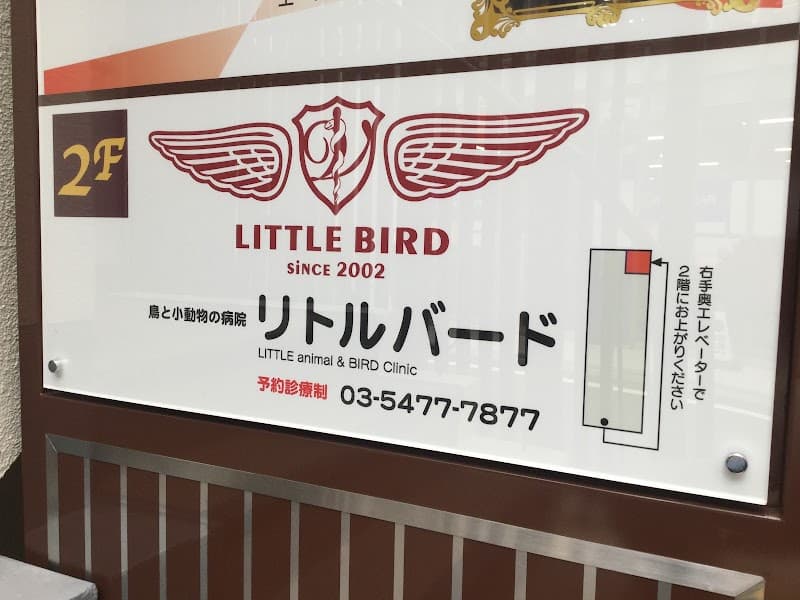 2F
LITTLE BIRD
SiNCE 2002
鳥と小動物の病院 リトルバード
LITTLE animal & BIRD Clinic
予約診療制 03-5477-7877
右手奥エレベーターで
2階にお上がりください